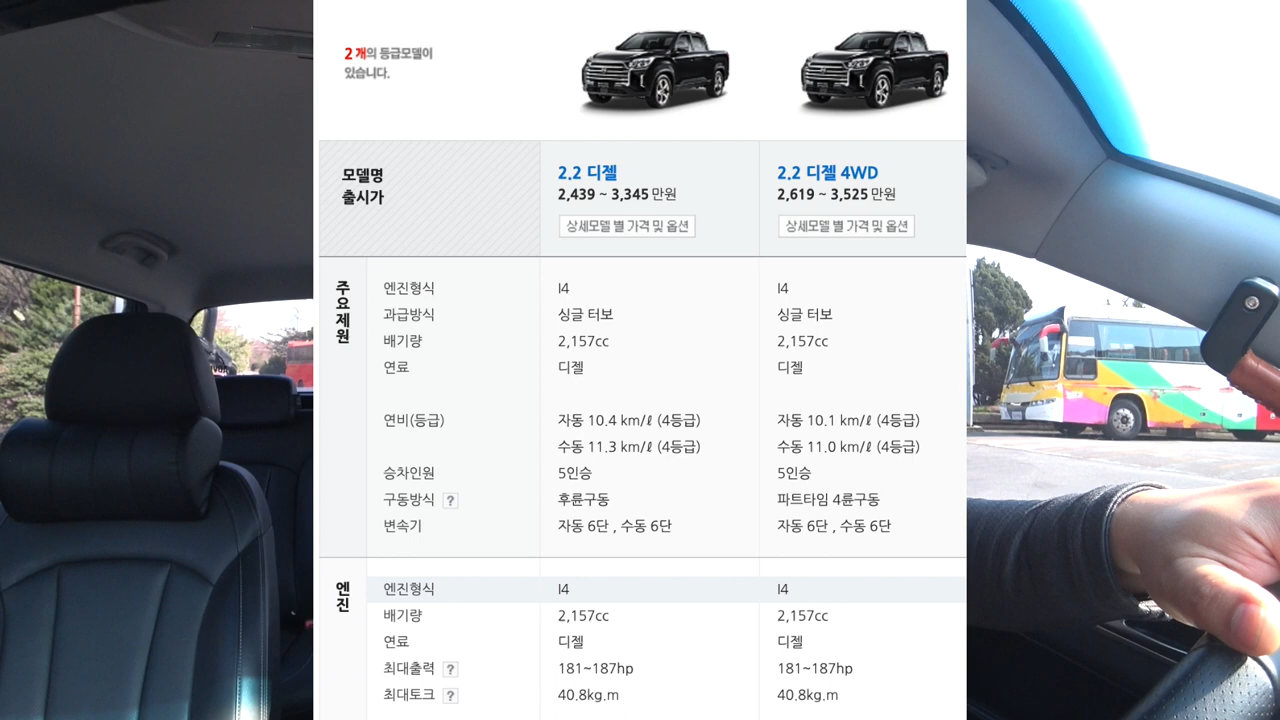 2 개의 등급모델이
있습니다.
모델명
출시가
2.2 디젤
2,439 ~ 3,345 만원
상세모델 별 가격 및 옵션
2.2 디젤 4WD
2,619 ~ 3,525 만원
상세모델 별 가격 및 옵션
주요제원
엔진형식 I4 I4
과급방식 싱글 터보 싱글 터보
배기량 2,157cc 2,157cc
연료 디젤 디젤
연비(등급) 자동 10.4 km/ℓ (4등급) 자동 10.1 km/ℓ (4등급)
수동 11.3 km/ℓ (4등급) 수동 11.0 km/ℓ (4등급)
승차인원 5인승 5인승
구동방식 ? 후륜구동 파트타임 4륜구동
변속기 자동 6단 , 수동 6단 자동 6단 , 수동 6단
엔진
엔진형식 I4 I4
배기량 2,157cc 2,157cc
연료 디젤 디젤
최대출력 ? 181~187hp 181~187hp
최대토크 ? 40.8kg.m 40.8kg.m